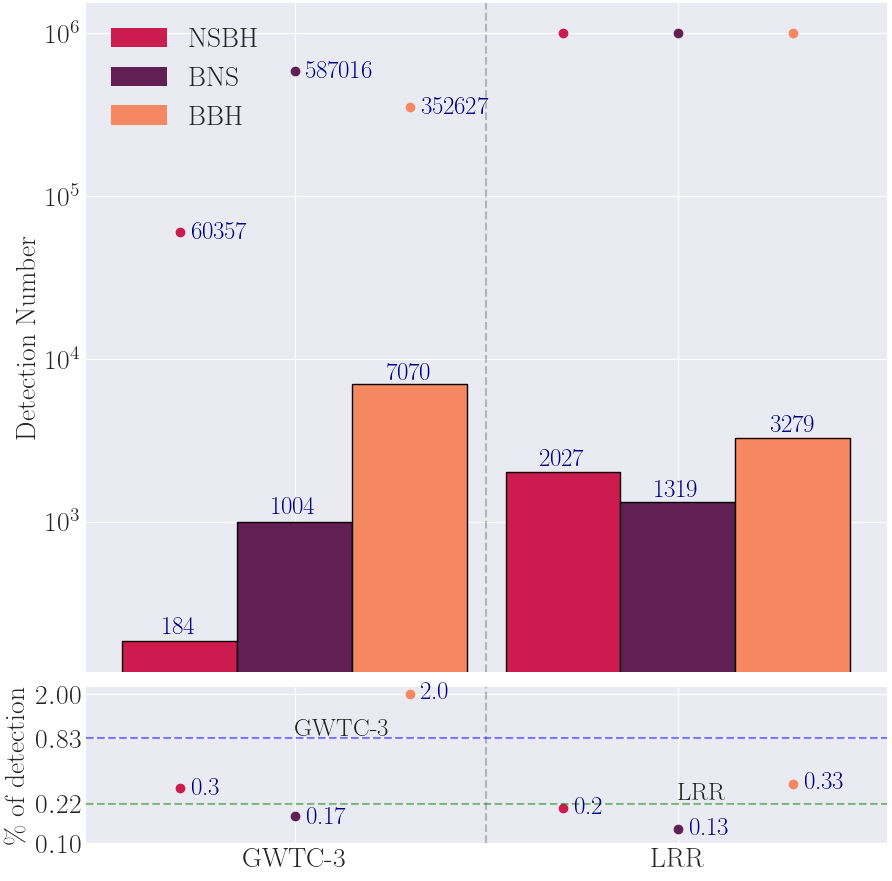 10^6
NSBH
BNS
587016
BBH
352627
10^5
60357
Detection Number
10^4
7070
3279
2027
1319
10^3
1004
184
% of detection
2.00
2.0
GWTC-3
0.83
0.3
0.33
LRR
0.22
0.2
0.17
0.13
0.10
GWTC-3
LRR